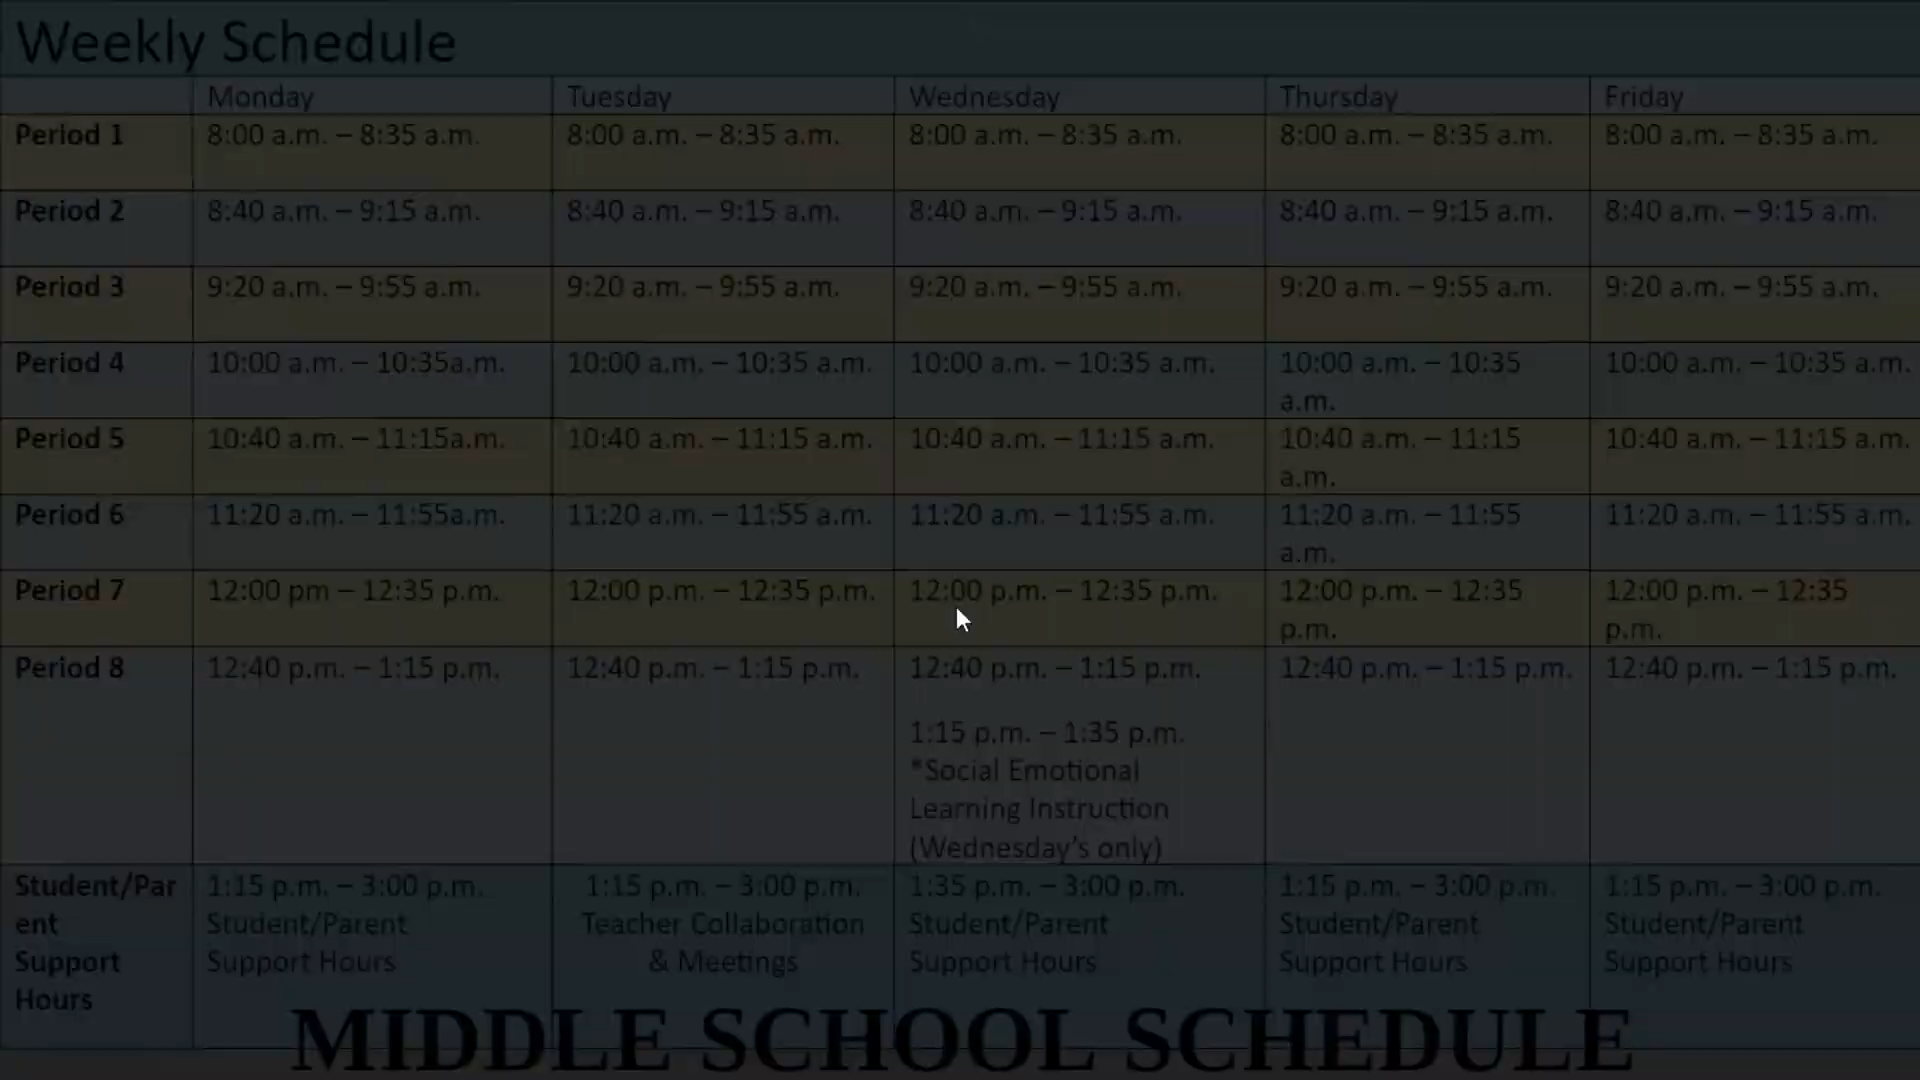 Weekly Schedule
Monday Tuesday Wednesday Thursday Friday
Period 1 8:00 a.m. – 8:35 a.m. 8:00 a.m. – 8:35 a.m. 8:00 a.m. – 8:35 a.m. 8:00 a.m. – 8:35 a.m. 8:00 a.m. – 8:35 a.m.
Period 2 8:40 a.m. – 9:15 a.m. 8:40 a.m. – 9:15 a.m. 8:40 a.m. – 9:15 a.m. 8:40 a.m. – 9:15 a.m. 8:40 a.m. – 9:15 a.m.
Period 3 9:20 a.m. – 9:55 a.m. 9:20 a.m. – 9:55 a.m. 9:20 a.m. – 9:55 a.m. 9:20 a.m. – 9:55 a.m. 9:20 a.m. – 9:55 a.m.
Period 4 10:00 a.m. – 10:35a.m. 10:00 a.m. – 10:35 a.m. 10:00 a.m. – 10:35 a.m. 10:00 a.m. – 10:35 10:00 a.m. – 10:35 a.m.
a.m.
Period 5 10:40 a.m. – 11:15a.m. 10:40 a.m. – 11:15 a.m. 10:40 a.m. – 11:15 a.m. 10:40 a.m. – 11:15 10:40 a.m. – 11:15 a.m.
a.m.
Period 6 11:20 a.m. – 11:55a.m. 11:20 a.m. – 11:55 a.m. 11:20 a.m. – 11:55 a.m. 11:20 a.m. – 11:55 11:20 a.m. – 11:55 a.m.
a.m.
Period 7 12:00 pm – 12:35 p.m. 12:00 p.m. – 12:35 p.m. 12:00 p.m. – 12:35 p.m. 12:00 p.m. – 12:35 12:00 p.m. – 12:35
p.m. p.m.
Period 8 12:40 p.m. – 1:15 p.m. 12:40 p.m. – 1:15 p.m. 12:40 p.m. – 1:15 p.m. 12:40 p.m. – 1:15 p.m. 12:40 p.m. – 1:15 p.m.
1:15 p.m. – 1:35 p.m.
*Social Emotional
Learning Instruction
(Wednesday's only)
Student/Par 1:15 p.m. – 3:00 p.m. 1:15 p.m. – 3:00 p.m. 1:35 p.m. – 3:00 p.m. 1:15 p.m. – 3:00 p.m. 1:15 p.m. – 3:00 p.m.
ent Student/Parent Teacher Collaboration Student/Parent Student/Parent Student/Parent
Support Support Hours & Meetings Support Hours Support Hours Support Hours
Hours
MIDDLE SCHOOL SCHEDULE